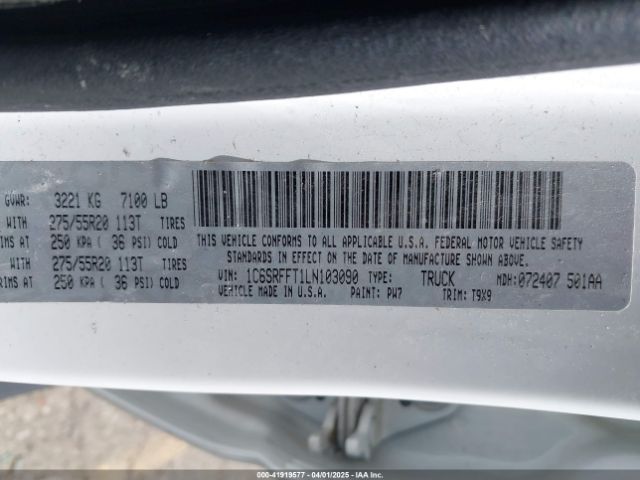 GVWR: 3221 KG 7100 LB
WITH 275/55R20 113T TIRES
RIMS AT 250 KPA ( 36 PSI) COLD
WITH 275/55R20 113T TIRES
RIMS AT 250 KPA ( 36 PSI) COLD
THIS VEHICLE CONFORMS TO ALL APPLICABLE U.S.A. FEDERAL MOTOR VEHICLE SAFETY
STANDARDS IN EFFECT ON THE DATE OF MANUFACTURE SHOWN ABOVE.
VIN: 1C6SRFFT1LN103090 TYPE: TRUCK MDH:072407 501AA
VEHICLE MADE IN U.S.A. PAINT: PW7 TRIM: T9X9
© - 41919577 - 04/01/2025 - IAA Inc.